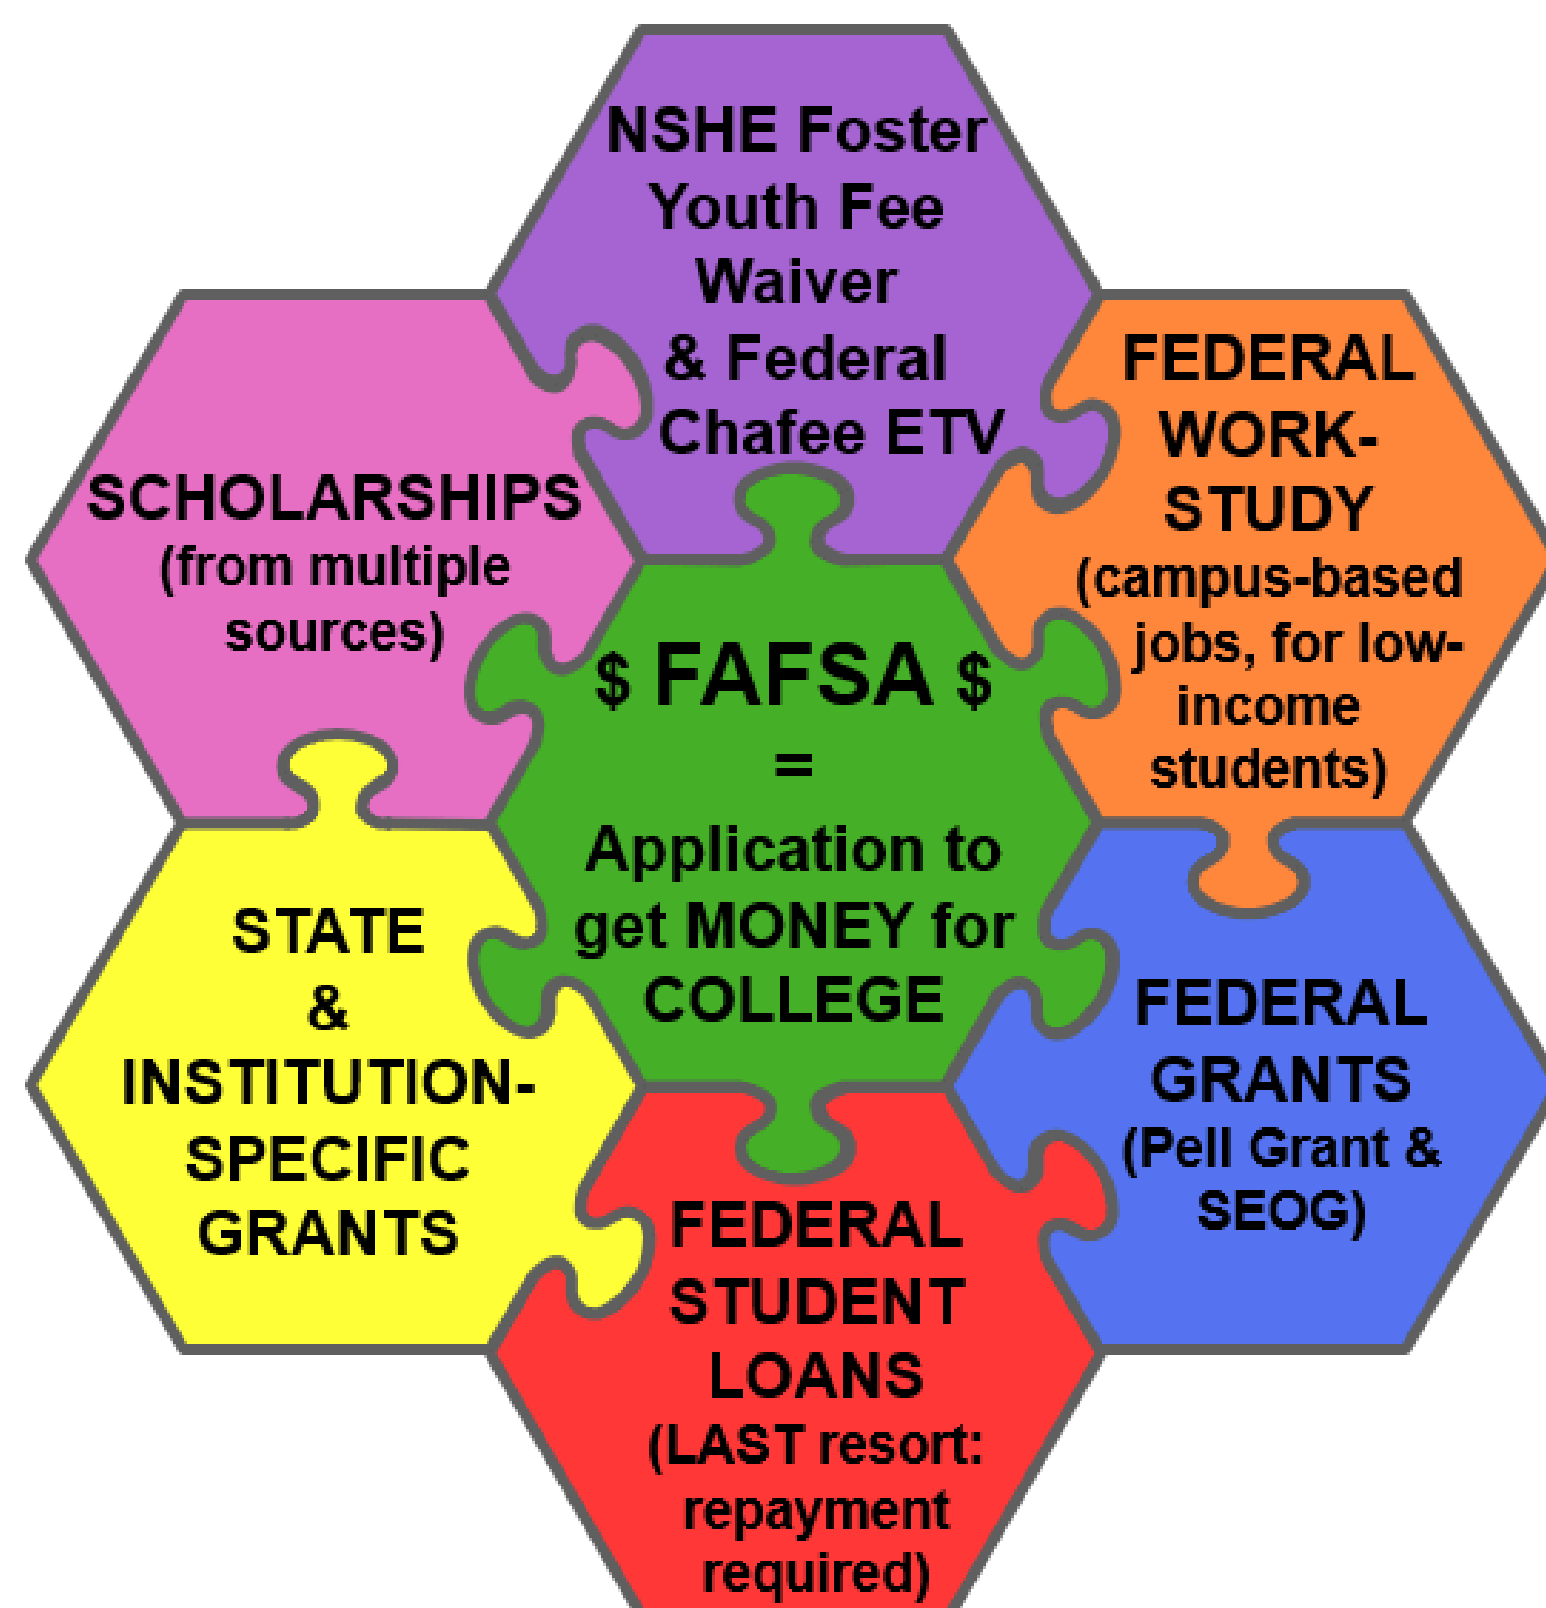 NSHE Foster
Youth Fee
Waiver
& Federal
Chafee ETV
SCHOLARSHIPS
(from multiple
sources)
FEDERAL
WORK-
STUDY
(campus-based
jobs, for low-
income
students)
$ FAFSA $
=
Application to
get MONEY for
COLLEGE
STATE
&
INSTITUTION-
SPECIFIC
GRANTS
FEDERAL
GRANTS
(Pell Grant &
SEOG)
FEDERAL
STUDENT
LOANS
(LAST resort:
repayment
required)